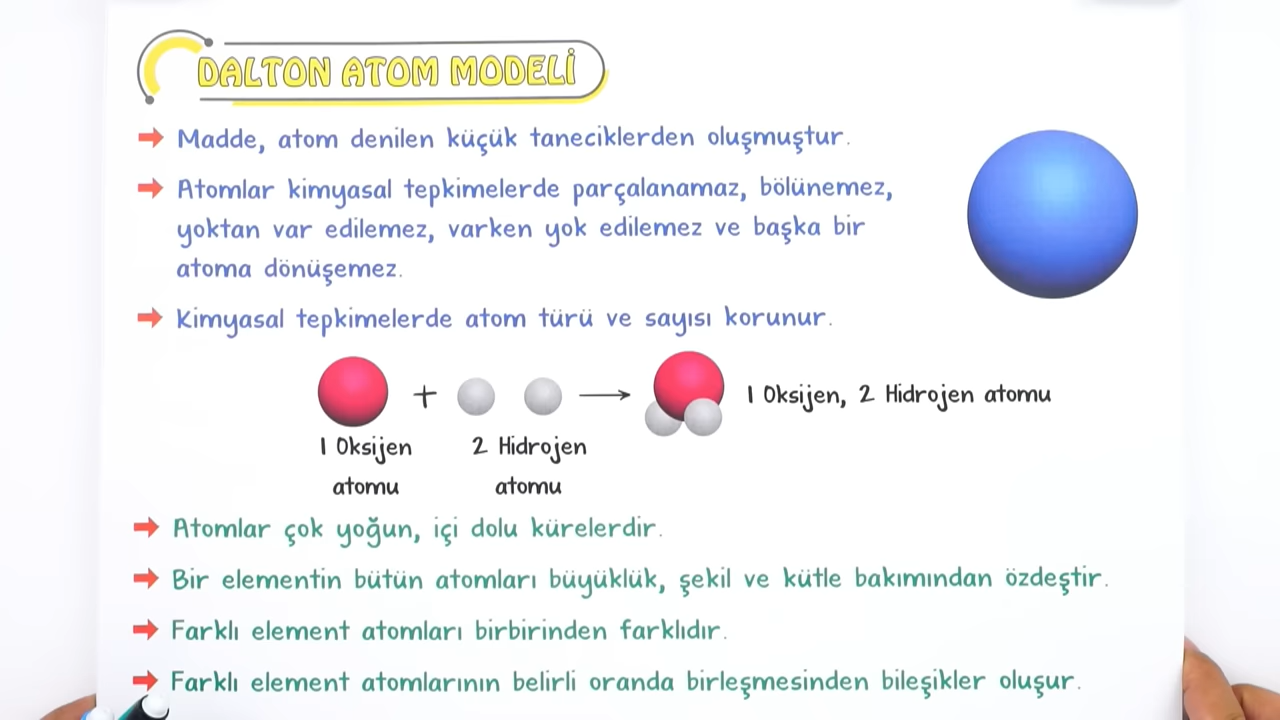 DALTON ATOM MODELİ
Madde, atom denilen küçük taneciklerden oluşmuştur.
Atomlar kimyasal tepkimelerde parçalanamaz, bölünemez,
yoktan var edilemez, varken yok edilemez ve başka bir
atoma dönüşemez.
Kimyasal tepkimelerde atom türü ve sayısı korunur.
+
1 Oksijen, 2 Hidrojen atomu
1 Oksijen
atomu
2 Hidrojen
atomu
Atomlar çok yoğun, içi dolu kürelerdir.
Bir elementin bütün atomları büyüklük, şekil ve kütle bakımından özdeştir.
Farklı element atomları birbirinden farklıdır.
Farklı element atomlarının belirli oranda birleşmesinden bileşikler oluşur.